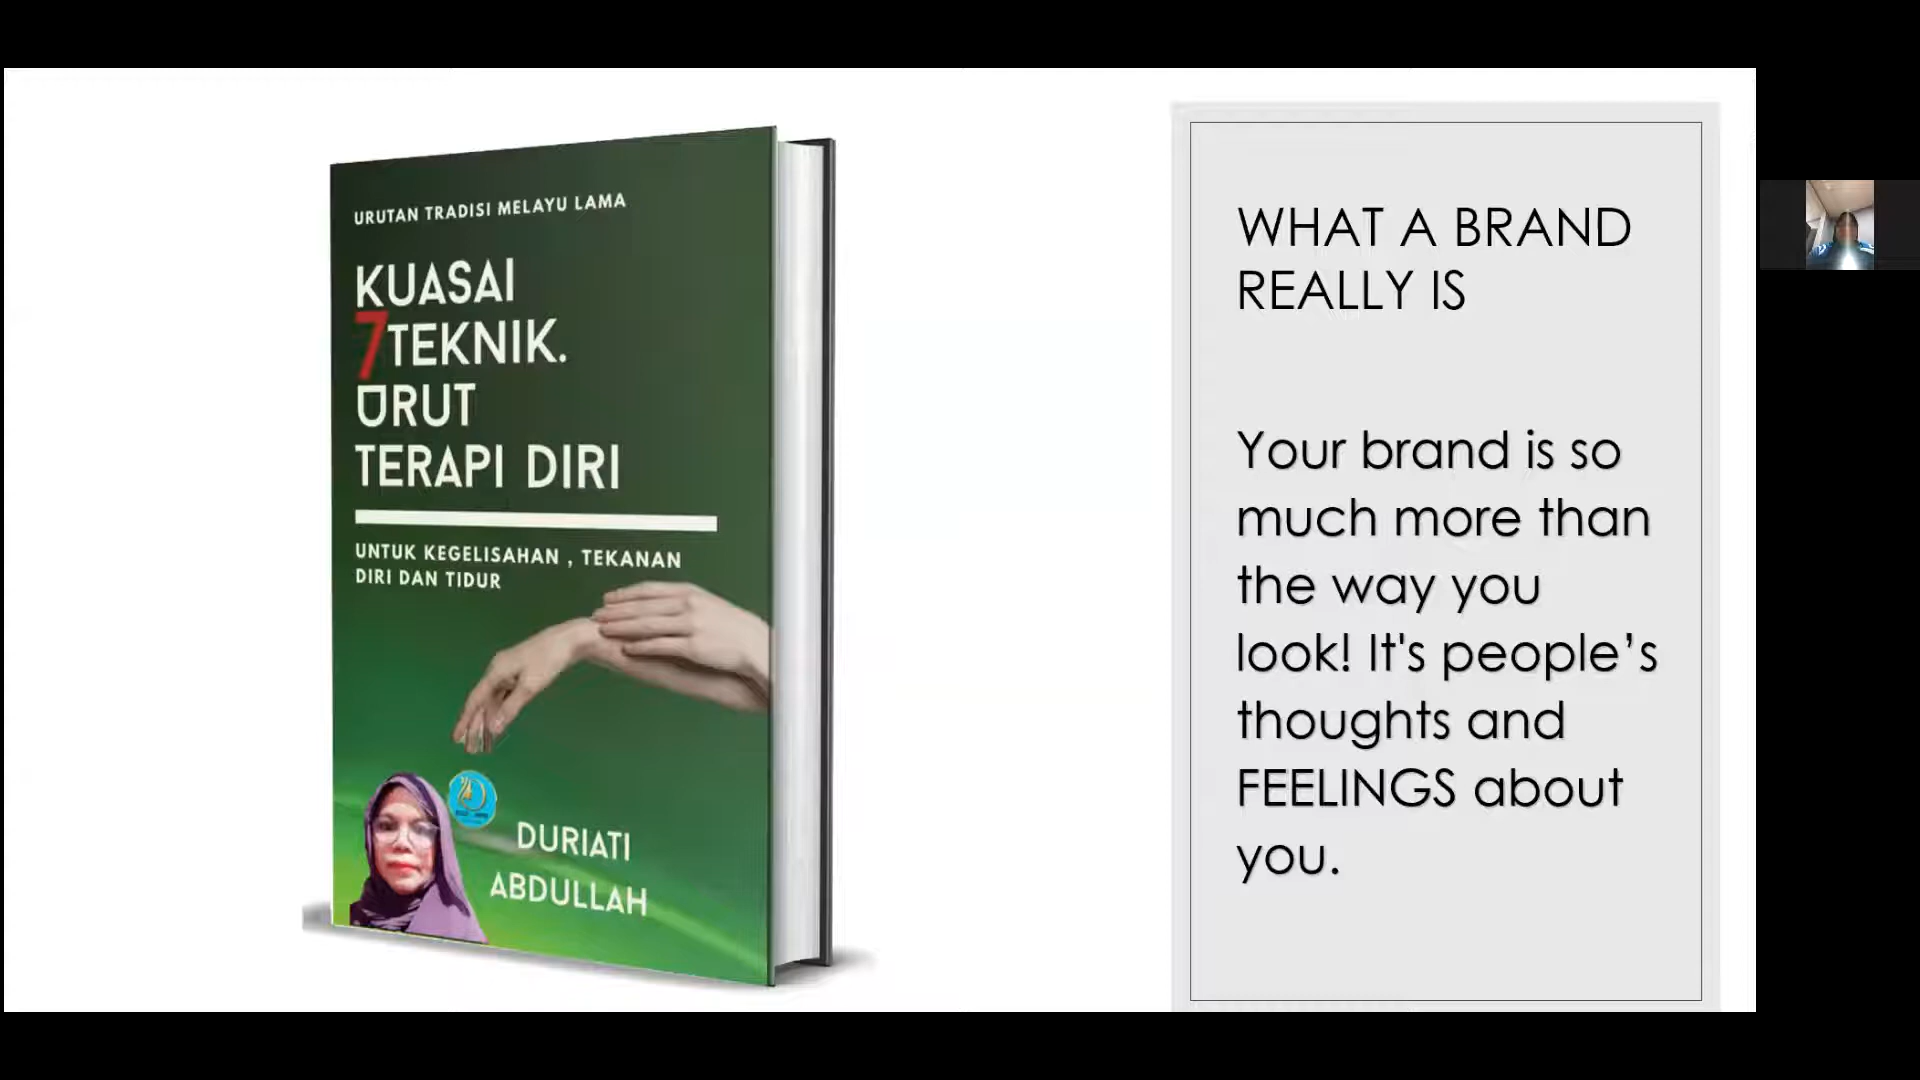 URUTAN TRADISI MELAYU LAMA
KUASAI
7TEKNIK.
URUT
TERAPI DIRI
UNTUK KEGELISAHAN , TEKANAN
DIRI DAN TIDUR
DURIATI
ABDULLAH
WHAT A BRAND
REALLY IS
Your brand is so
much more than
the way you
look! It's people’s
thoughts and
FEELINGS about
you.